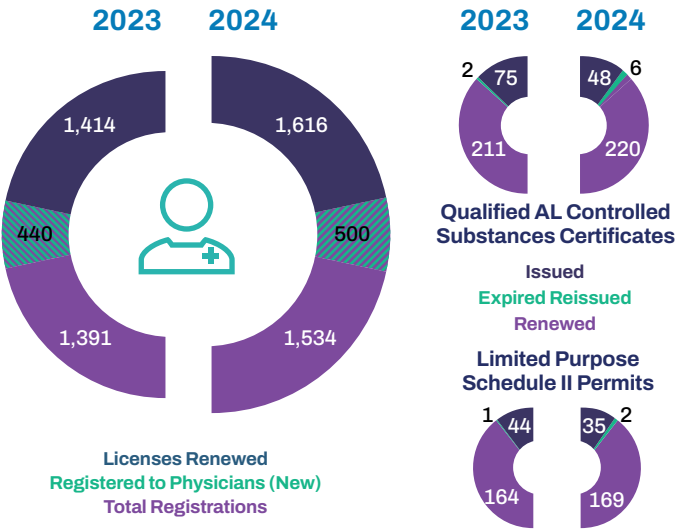 2023 2024
1,414
1,616
440
500
1,391
1,534
Licenses Renewed
Registered to Physicians (New)
Total Registrations
2023 2024
2
75
48
6
211
220
Qualified AL Controlled
Substances Certificates
Issued
Expired Reissued
Renewed
Limited Purpose
Schedule II Permits
1
44
35
2
164
169